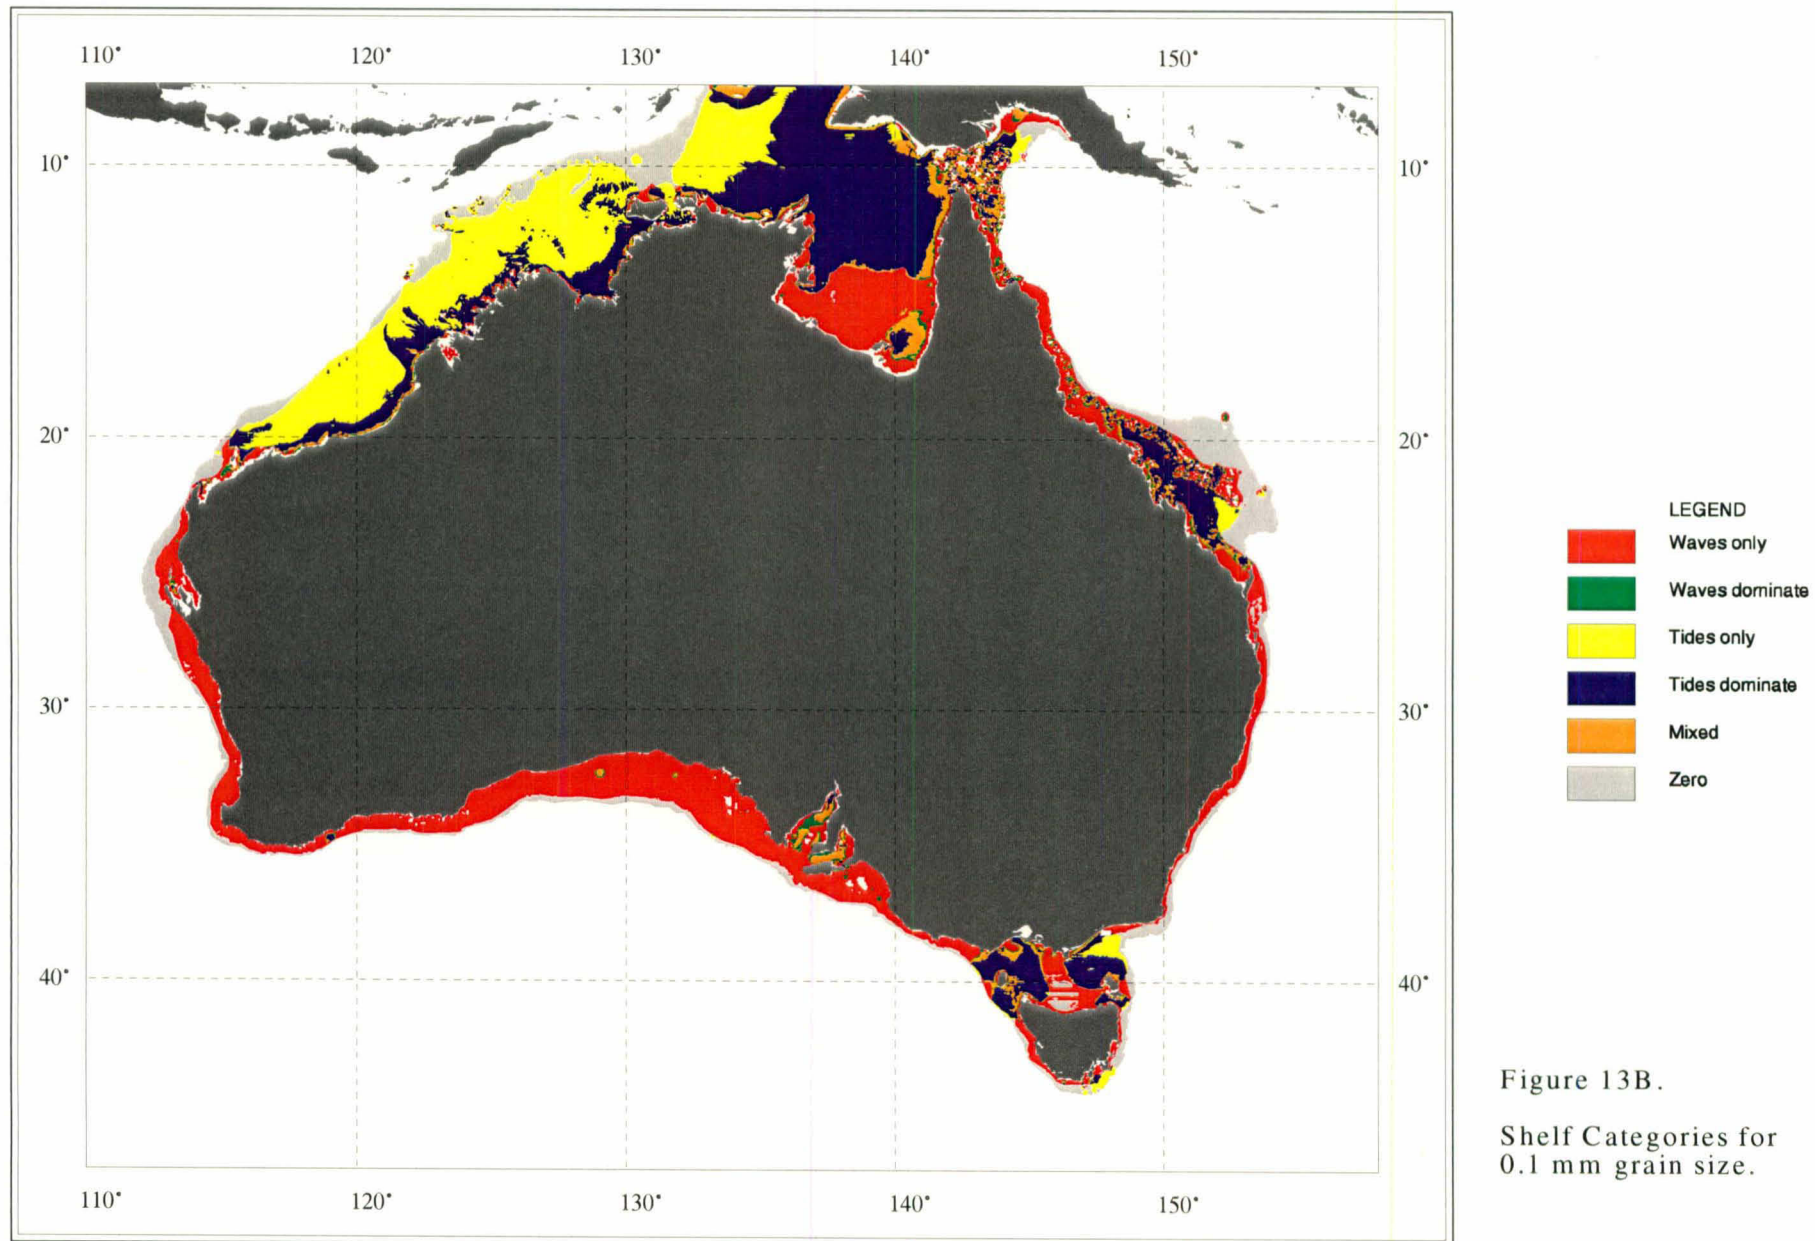 110° 120° 130° 140° 150°
10° 10°
20° 20°
30° 30°
40° 40°
110° 120° 130° 140° 150°
LEGEND
Waves only
Waves dominate
Tides only
Tides dominate
Mixed
Zero
Figure 13B.
Shelf Categories for
0.1 mm grain size.